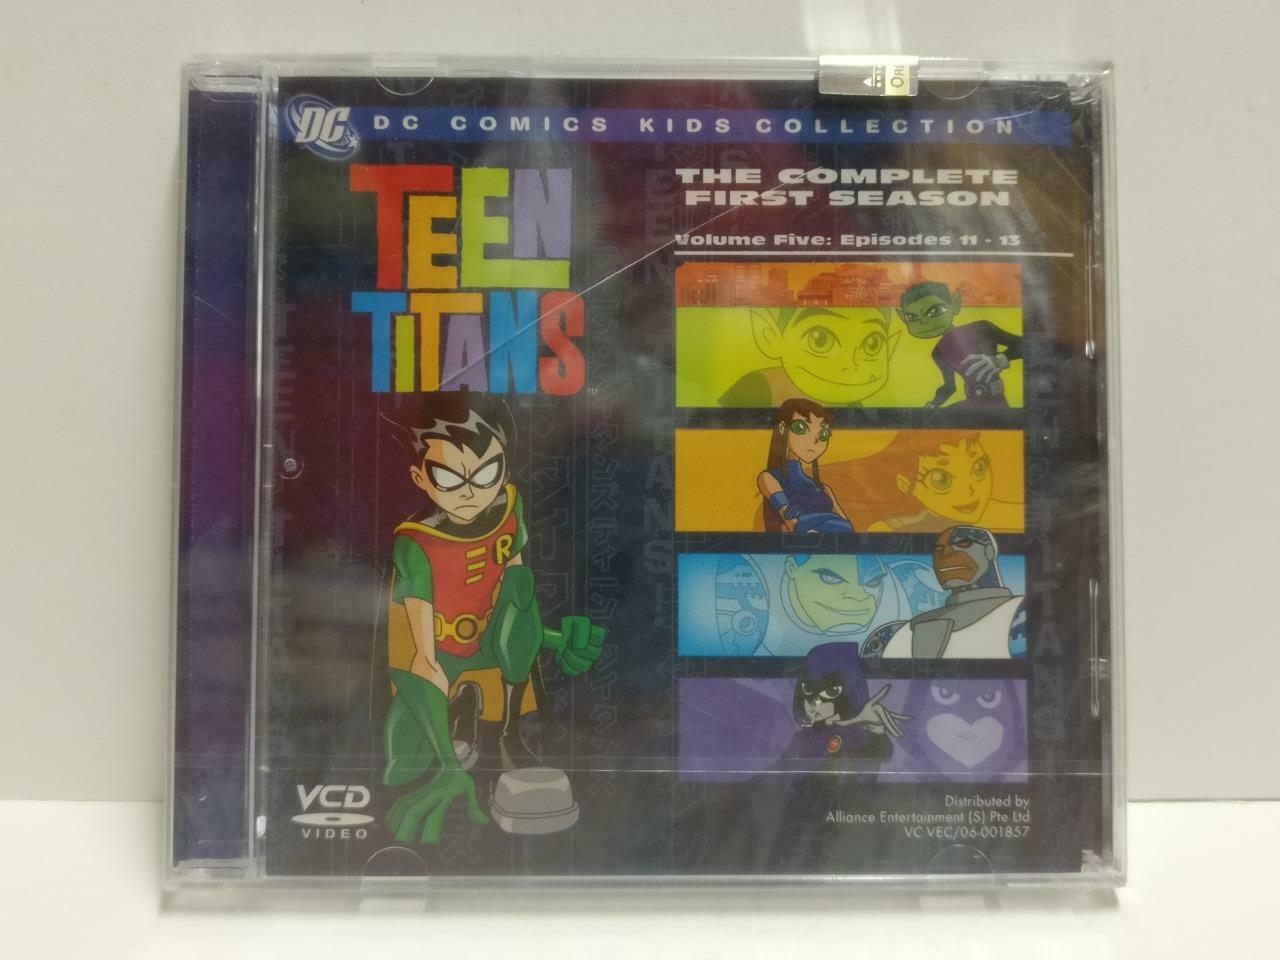 DC
DC COMICS KIDS COLLECTION
TEEN
TITANS
TM
THE COMPLETE
FIRST SEASON
Volume Five: Episodes 11 - 13
R
VCD
VIDEO
Distributed by
Alliance Entertainment (S) Pte Ltd
VC VEC/06-001857